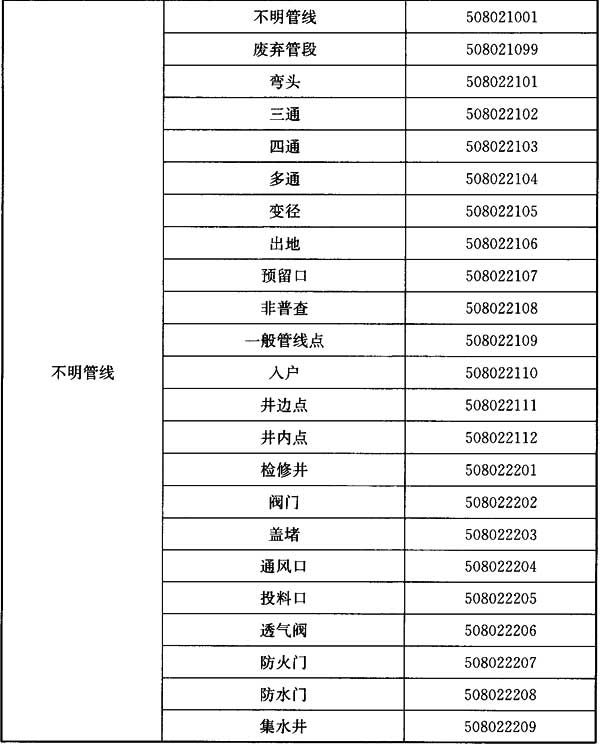 不明管线 508021001
废弃管段 508021099
弯头 508022101
三通 508022102
四通 508022103
多通 508022104
变径 508022105
出地 508022106
预留口 508022107
非普查 508022108
一般管线点 508022109
不明管线 入户 508022110
井边点 508022111
井内点 508022112
检修井 508022201
阀门 508022202
盖堵 508022203
通风口 508022204
投料口 508022205
透气阀 508022206
防火门 508022207
防水门 508022208
集水井 508022209